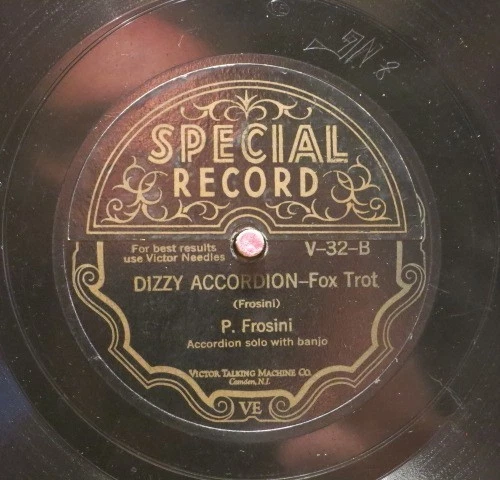 SPECIAL
RECORD
For best results
use Victor Needles
V-32-B
DIZZY ACCORDION-Fox Trot
(Frosini)
P. Frosini
Accordion solo with banjo
VICTOR TALKING MACHINE CO.
Camden, N.J.
VE